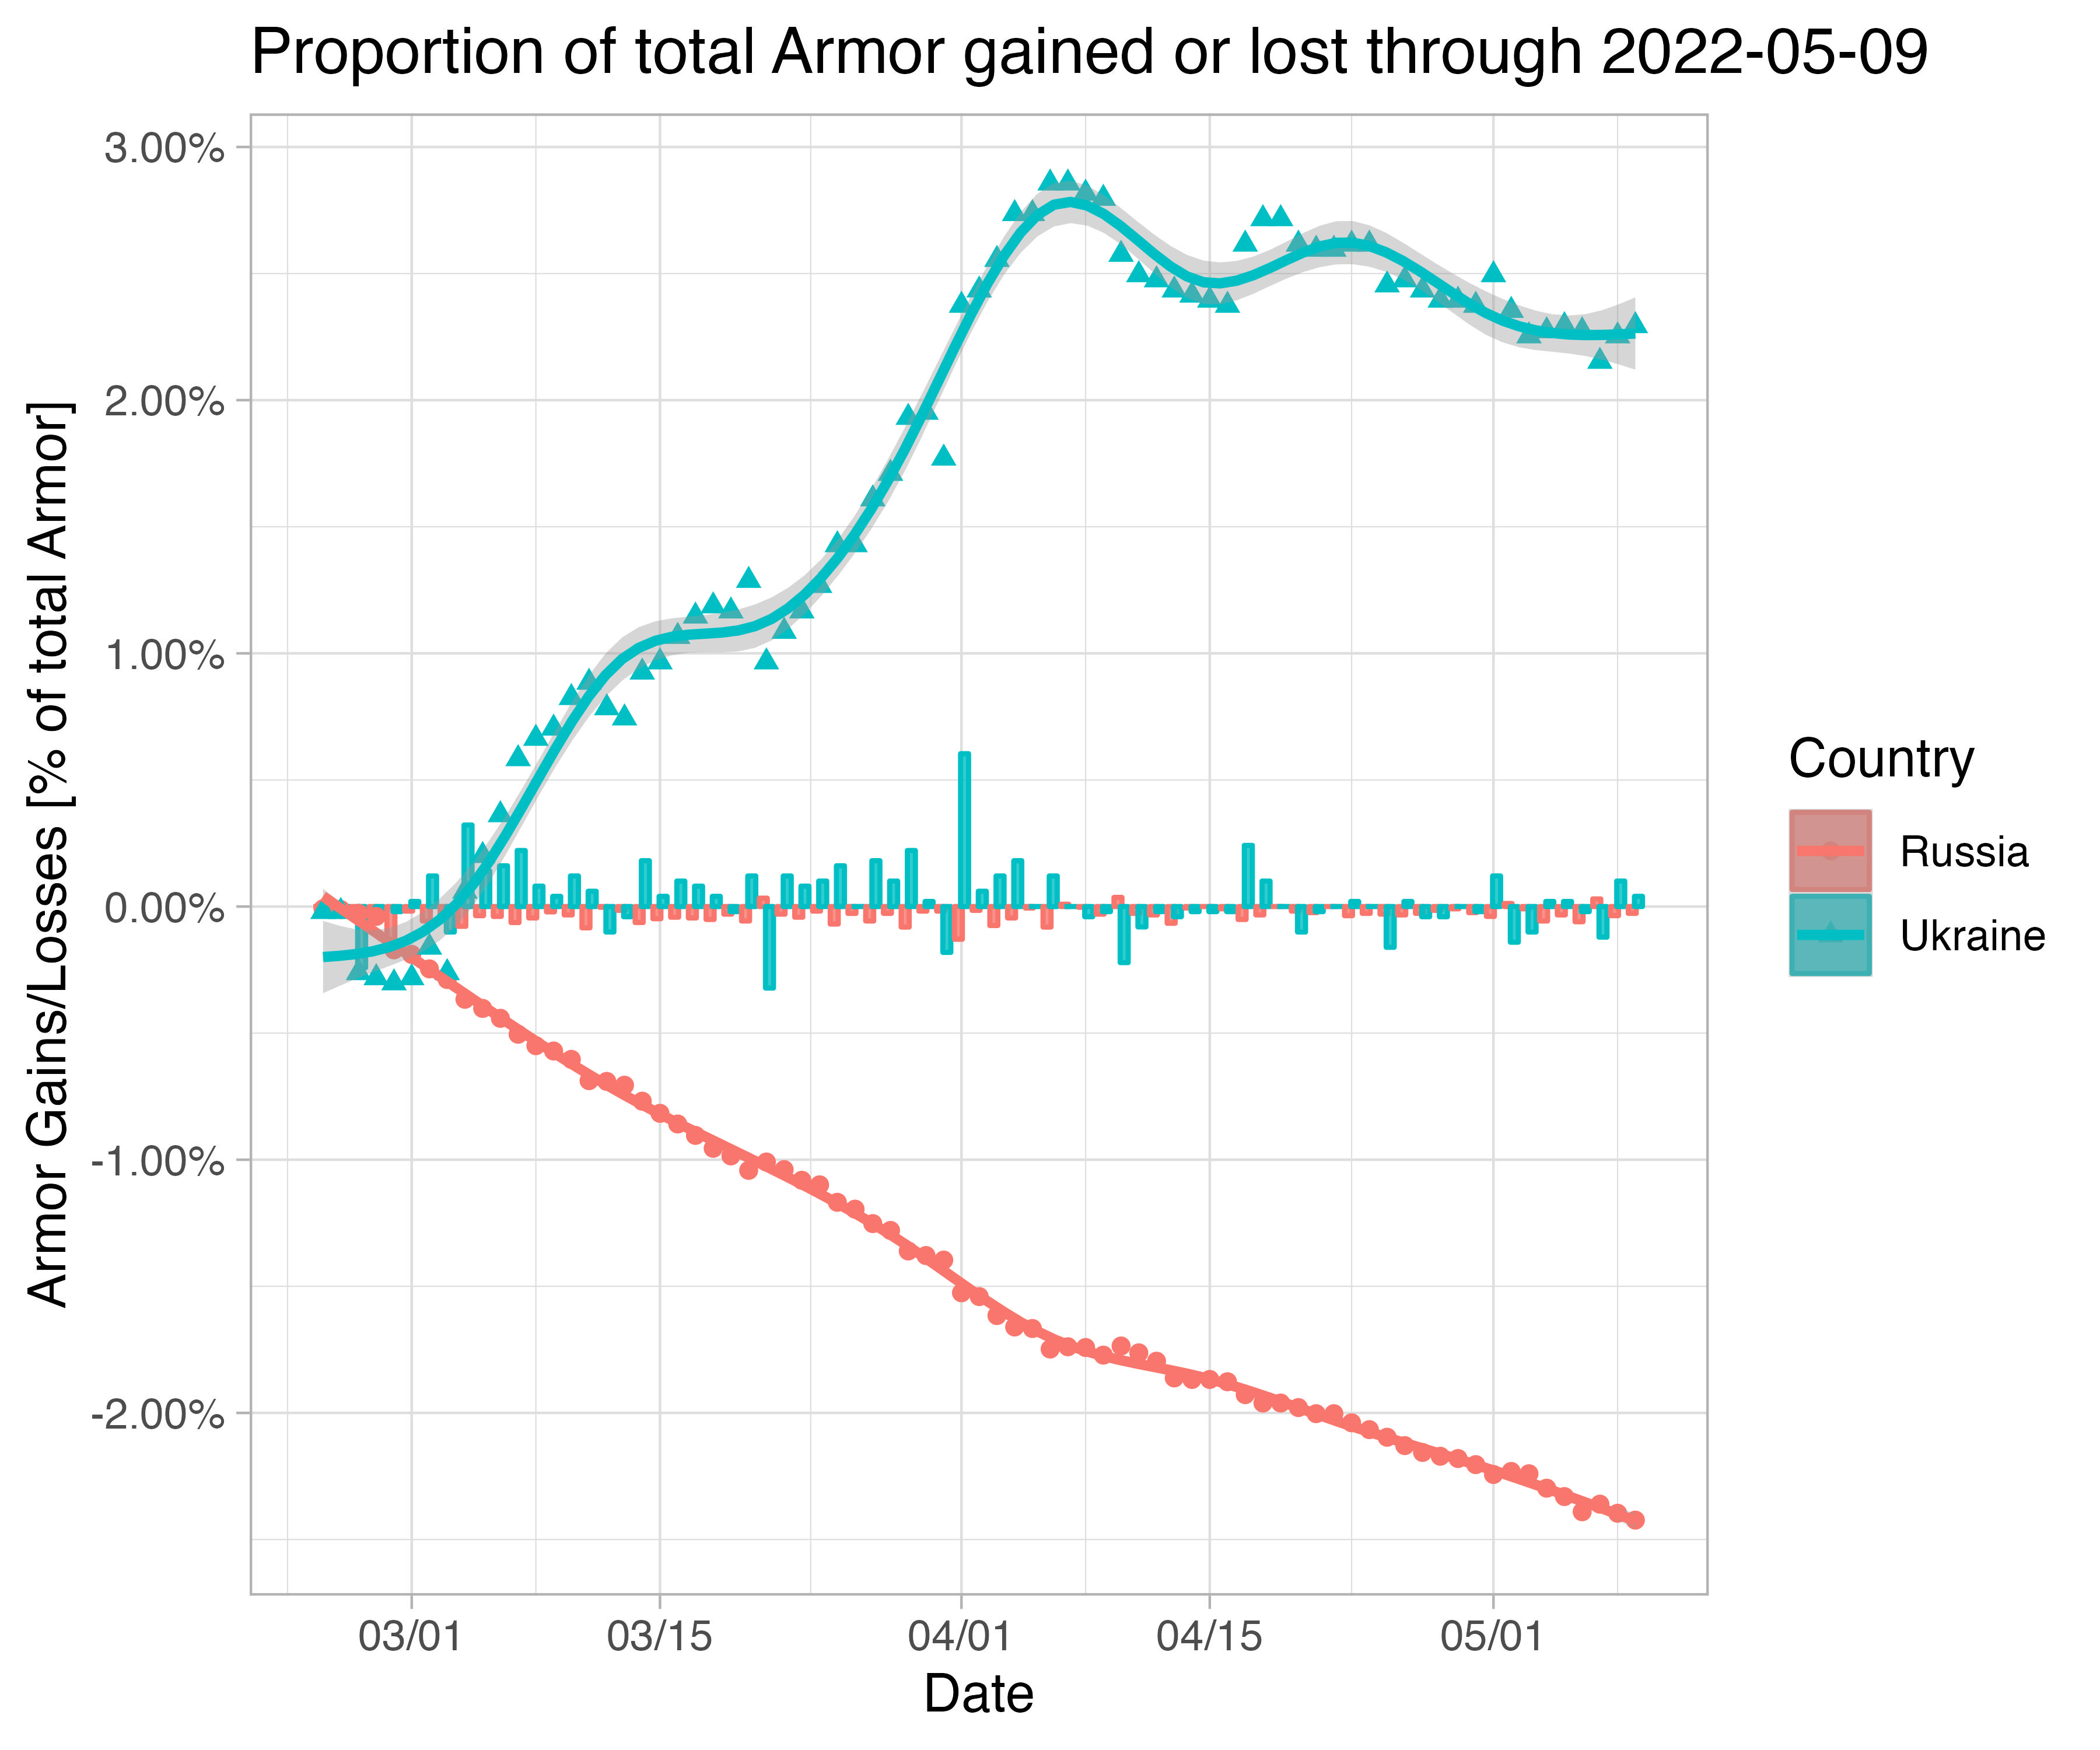 Proportion of total Armor gained or lost through 2022-05-09
Armor Gains/Losses [% of total Armor]
3.00%
2.00%
1.00%
0.00%
-1.00%
-2.00%
03/01
03/15
04/01
04/15
05/01
Date
Country
Russia
Ukraine